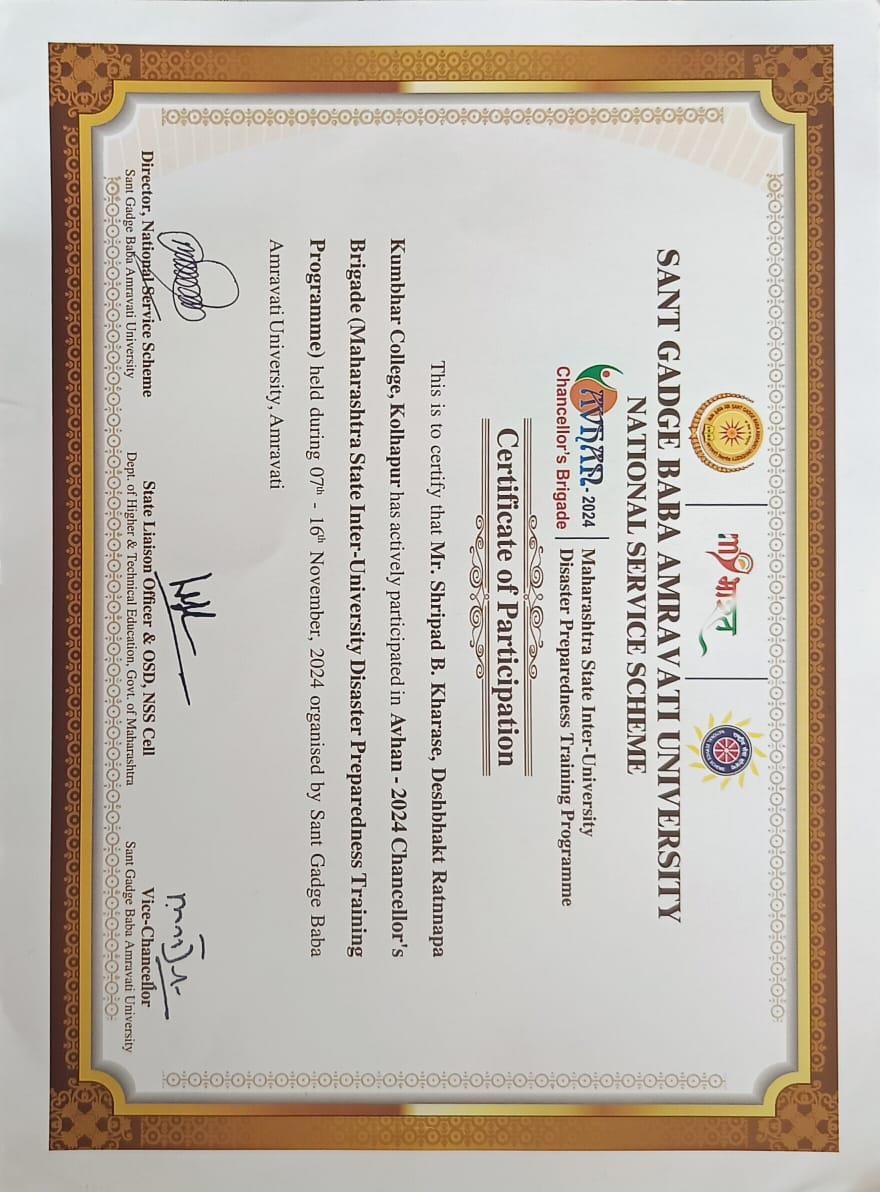 मेरा भारत
SANT GADGE BABA AMRAVATI UNIVERSITY
NATIONAL SERVICE SCHEME
AVHAN - 2024
Chancellor's Brigade
Maharashtra State Inter-University
Disaster Preparedness Training Programme
Certificate of Participation
This is to certify that Mr. Shripad B. Kharase, Deshbhakt Ratnnapa
Kumbhar College, Kolhapur has actively participated in Avhan - 2024 Chancellor's
Brigade (Maharashtra State Inter-University Disaster Preparedness Training
Programme) held during 07th - 16th November, 2024 organised by Sant Gadge Baba
Amravati University, Amravati
Director, National Service Scheme
Sant Gadge Baba Amravati University
State Liaison Officer & OSD, NSS Cell
Dept. of Higher & Technical Education, Govt. of Maharashtra
Vice-Chancellor
Sant Gadge Baba Amravati University